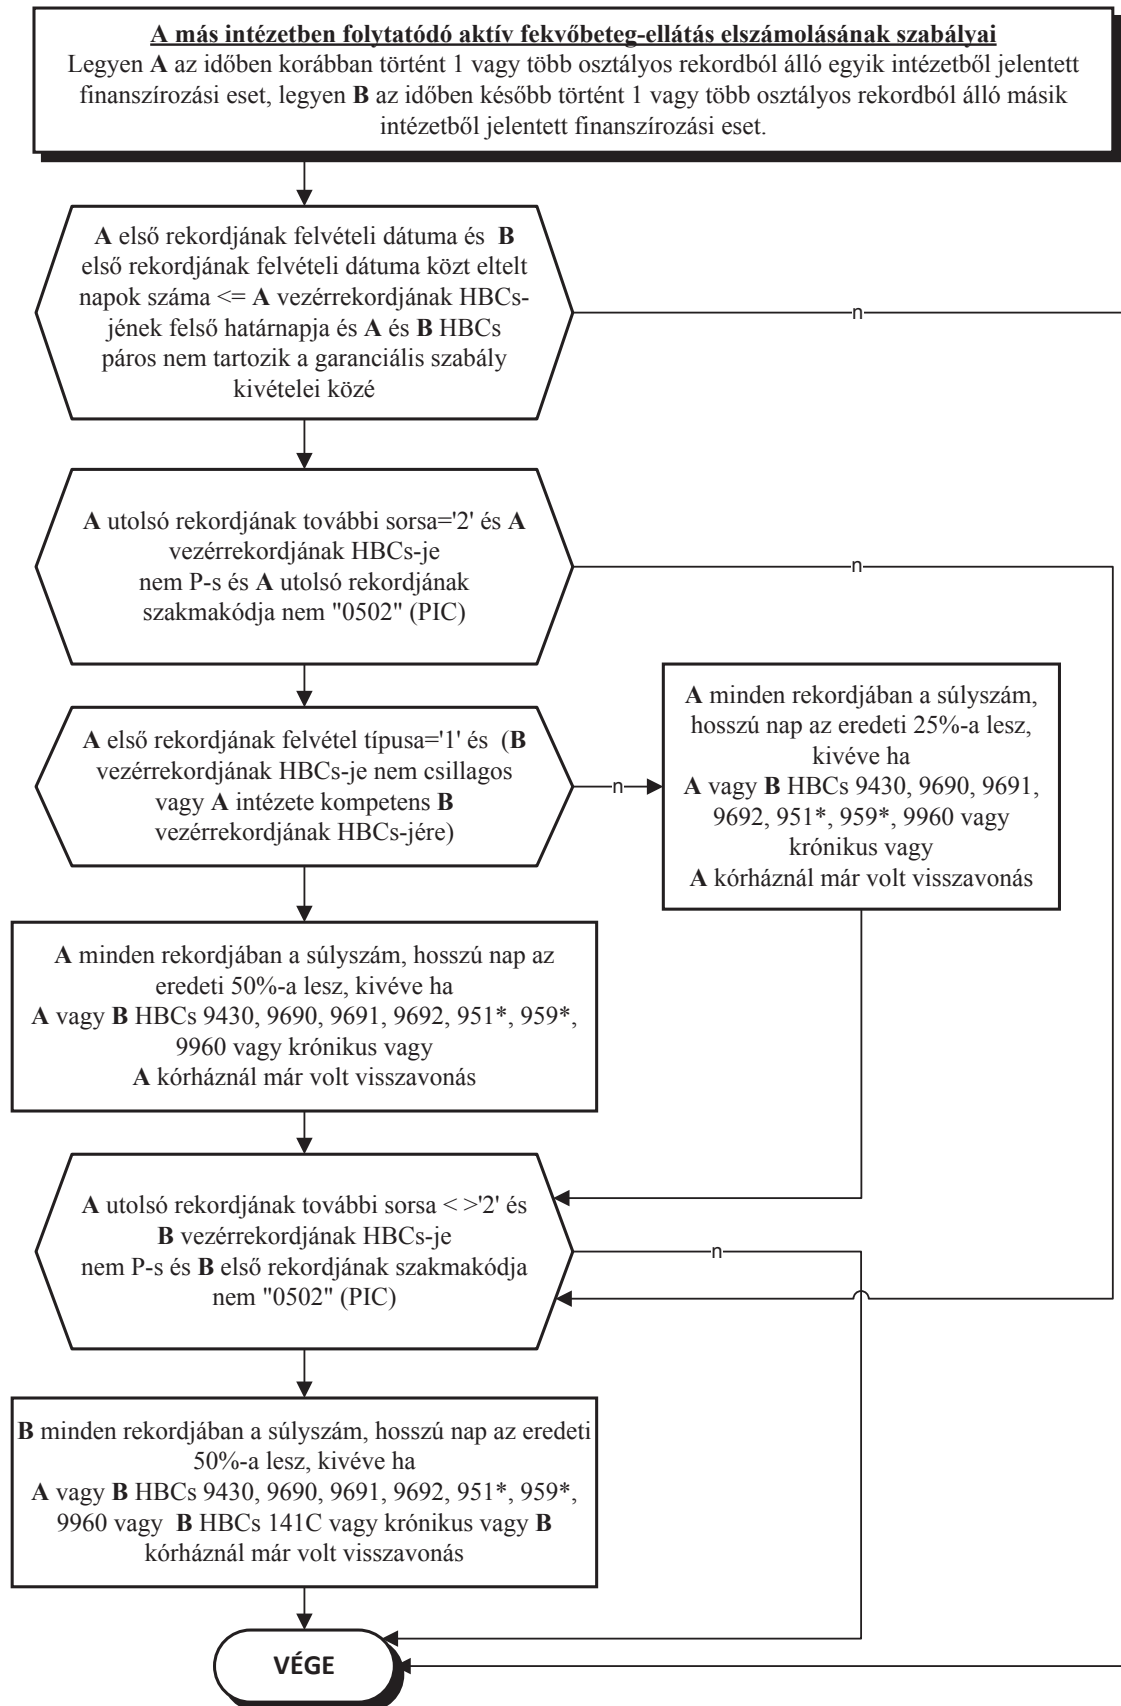 A más intézetben folytatódó aktív fekvőbeteg-ellátás elszámolásának szabályai
Legyen A az időben korábban történt 1 vagy több osztályos rekordból álló egyik intézetből jelentett
finanszírozási eset, legyen B az időben később történt 1 vagy több osztályos rekordból álló másik
intézetből jelentett finanszírozási eset.
A első rekordjának felvételi dátuma és B
első rekordjának felvételi dátuma közt eltelt
napok száma <= A vezérrekordjának HBCs-
jének felső határnapja és A és B HBCs
páros nem tartozik a garanciális szabály
kivételei közé
n
A utolsó rekordjának további sorsa='2' és A
vezérrekordjának HBCs-je
nem P-s és A utolsó rekordjának
szakmakódja nem "0502" (PIC)
n
A első rekordjának felvétel típusa='1' és (B
vezérrekordjának HBCs-je nem csillagos
vagy A intézete kompetens B
vezérrekordjának HBCs-jére)
n
A minden rekordjában a súlyszám,
hosszú nap az eredeti 25%-a lesz,
kivéve ha
A vagy B HBCs 9430, 9690, 9691,
9692, 951*, 959*, 9960 vagy
krónikus vagy
A kórháznál már volt visszavonás
A minden rekordjában a súlyszám, hosszú nap az
eredeti 50%-a lesz, kivéve ha
A vagy B HBCs 9430, 9690, 9691, 9692, 951*, 959*,
9960 vagy krónikus vagy
A kórháznál már volt visszavonás
A utolsó rekordjának további sorsa < >'2' és
B vezérrekordjának HBCs-je
nem P-s és B első rekordjának szakmakódja
nem "0502" (PIC)
n
B minden rekordjában a súlyszám, hosszú nap az eredeti
50%-a lesz, kivéve ha
A vagy B HBCs 9430, 9690, 9691, 9692, 951*, 959*,
9960 vagy B HBCs 141C vagy krónikus vagy B
kórháznál már volt visszavonás
VÉGE